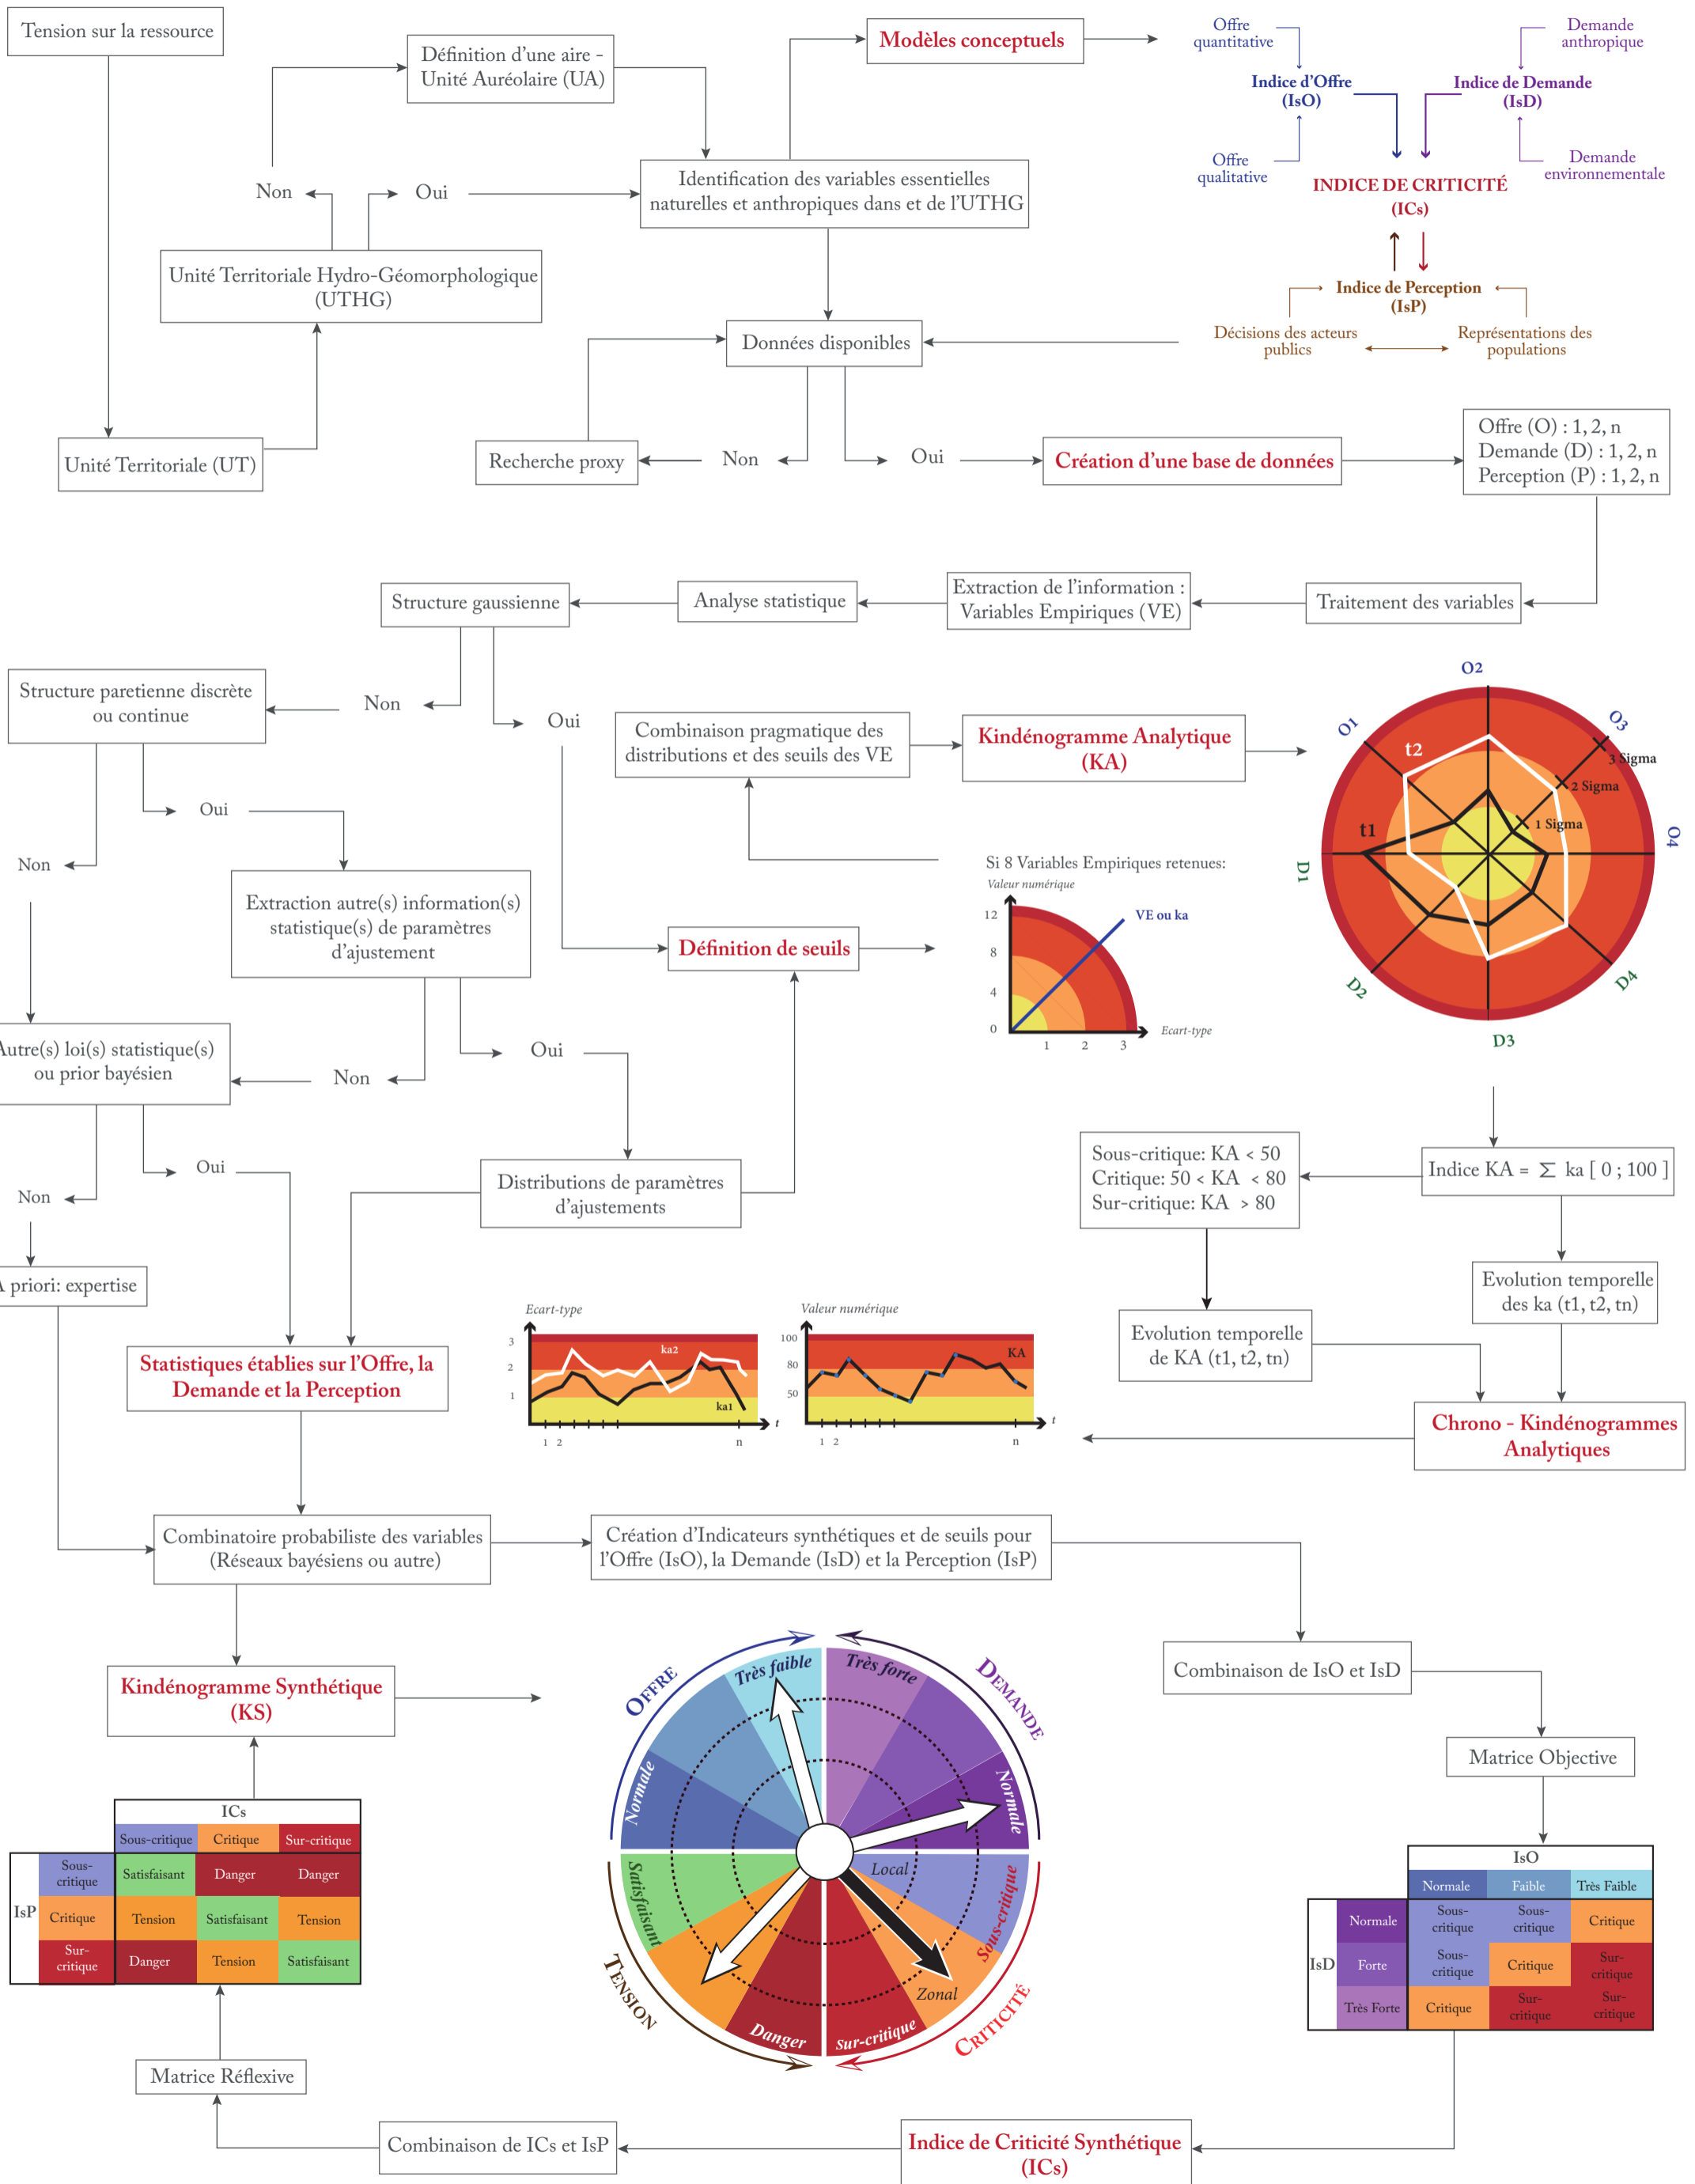 Tension sur la ressource
Définition d’une aire -
Unité Auréolaire (UA)
Modèles conceptuels
Offre
quantitative
Demande
anthropique
Indice d’Offre
(IsO)
Indice de Demande
(IsD)
Offre
qualitative
Demande
environnementale
INDICE DE CRITICITÉ
(ICs)
Indice de Perception
(IsP)
Décisions des acteurs
publics
Représentations des
populations
Non
Oui
Identification des variables essentielles
naturelles et anthropiques dans et de l’UTHG
Unité Territoriale Hydro-Géomorphologique
(UTHG)
Données disponibles
Unité Territoriale (UT)
Recherche proxy
Non
Oui
Création d’une base de données
Offre (O) : 1, 2, n
Demande (D) : 1, 2, n
Perception (P) : 1, 2, n
Structure gaussienne
Analyse statistique
Extraction de l’information :
Variables Empiriques (VE)
Traitement des variables
Structure paretienne discrète
ou continue
Non
Oui
Combinaison pragmatique des
distributions et des seuils des VE
Kindénogramme Analytique
(KA)
O1
O2
O3
O4
D1
D2
D3
D4
t2
t1
3 Sigma
2 Sigma
1 Sigma
Oui
Non
Extraction autre(s) information(s)
statistique(s) de paramètres
d’ajustement
Définition de seuils
Si 8 Variables Empiriques retenues:
Valeur numérique
12
8
4
0
VE ou ka
1
2
3
Ecart-type
Autre(s) loi(s) statistique(s)
ou prior bayésien
Non
Oui
Oui
Non
Distributions de paramètres
d’ajustements
Sous-critique: KA < 50
Critique: 50 < KA < 80
Sur-critique: KA > 80
Indice KA = Σ ka [ 0 ; 100 ]
Evolution temporelle
des ka (t1, t2, tn)
Evolution temporelle
de KA (t1, t2, tn)
A priori: expertise
Statistiques établies sur l’Offre, la
Demande et la Perception
Ecart-type
3
2
1
ka2
ka1
t
1 2
n
Valeur numérique
100
80
50
KA
t
1 2
n
Chrono - Kindénogrammes
Analytiques
Combinatoire probabiliste des variables
(Réseaux bayésiens ou autre)
Création d’Indicateurs synthétiques et de seuils pour
l’Offre (IsO), la Demande (IsD) et la Perception (IsP)
Combinaison de IsO et IsD
Kindénogramme Synthétique
(KS)
Matrice Objective
OFFRE
Très faible
Normale
DEMANDE
Très forte
Normale
TENSION
Satisfaisant
Danger
CRITICITÉ
Sous-critique
Sur-critique
Local
Zonal
ICs
Sous-critique Critique Sur-critique
IsP
Sous-
critique
Satisfaisant Danger Danger
Critique Tension Satisfaisant Tension
Sur-
critique
Danger Tension Satisfaisant
IsO
Normale Faible Très Faible
IsD
Normale
Sous-
critique
Sous-
critique
Critique
Forte
Sous-
critique
Critique
Sur-
critique
Très Forte
Critique
Sur-
critique
Sur-
critique
Matrice Réflexive
Combinaison de ICs et IsP
Indice de Criticité Synthétique
(ICs)